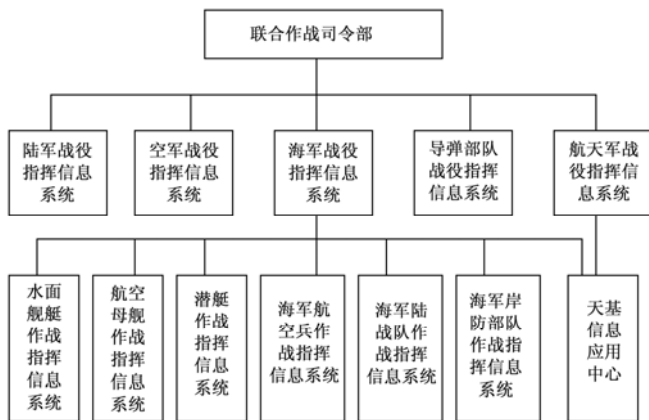 联合作战司令部
陆军战役
指挥信息
系统
空军战役
指挥信息
系统
海军战役
指挥信息
系统
导弹部队
战役指挥
信息系统
航天军战
役指挥信
息系统
水面
舰艇
作战
指挥
信息
系统
航空
母舰
作战
指挥
信息
系统
潜艇
作战
指挥
信息
系统
海军航
空兵作
战指挥
信息系统
海军陆
战队作
战指挥
信息系统
海军岸
防部队
作战指
挥信息
系统
天基
信息
应用
中心